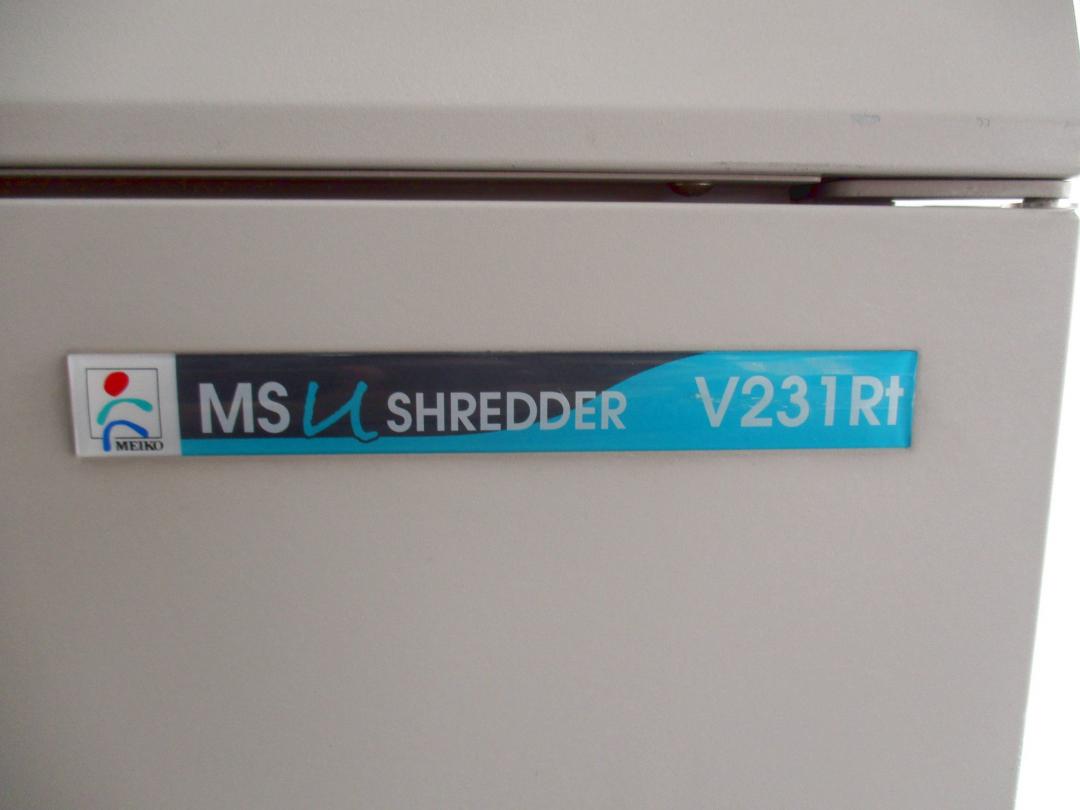 MEIKO
MS U SHREDDER V231Rt